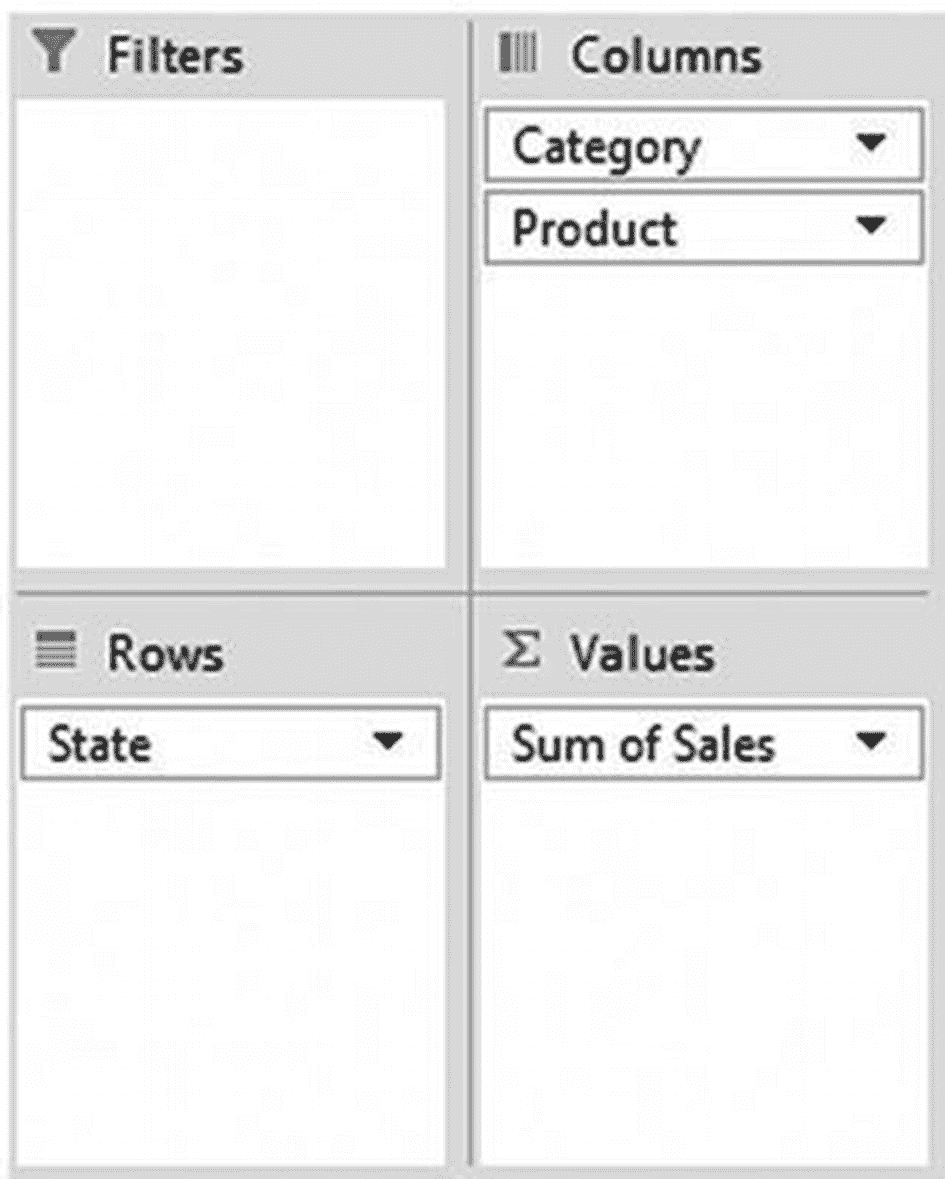 Filters
Columns
Category
Product
Rows
Values
State
Sum of Sales